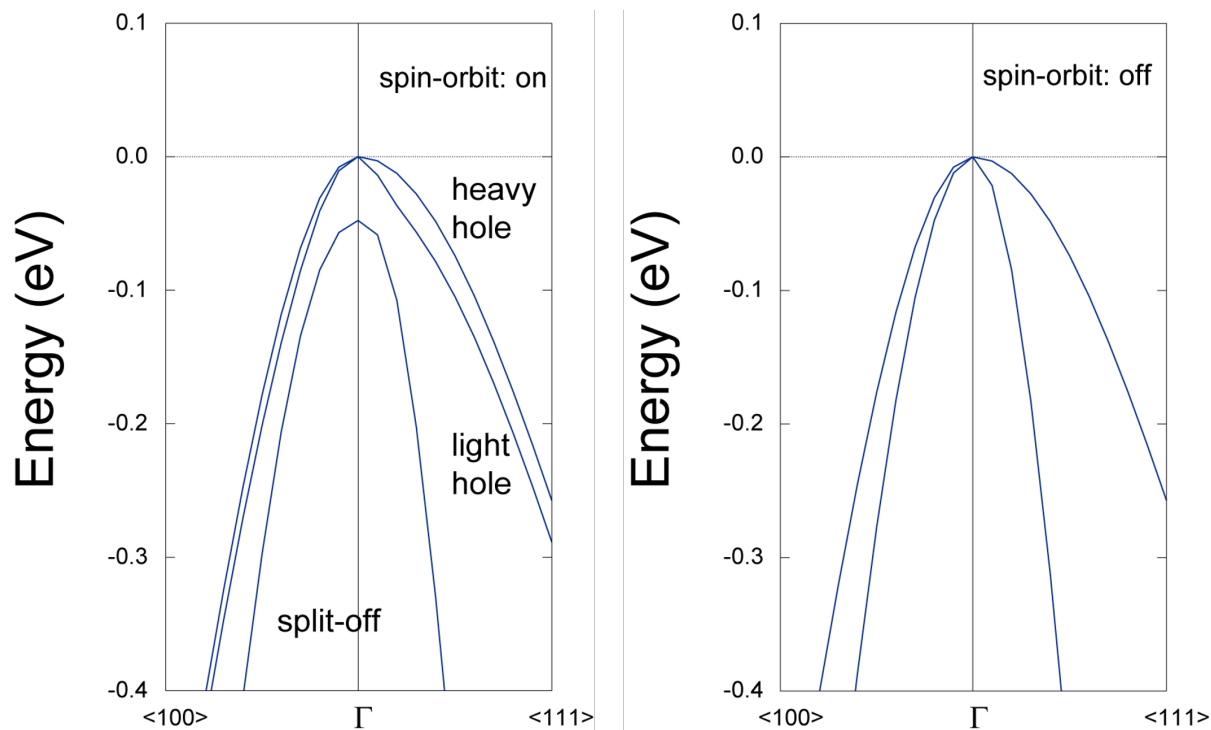 Energy (eV)
0.1
0.0
-0.1
-0.2
-0.3
-0.4
spin-orbit: on
heavy
hole
light
hole
split-off
<100>
Γ
<111>
Energy (eV)
0.1
0.0
-0.1
-0.2
-0.3
-0.4
spin-orbit: off
<100>
Γ
<111>